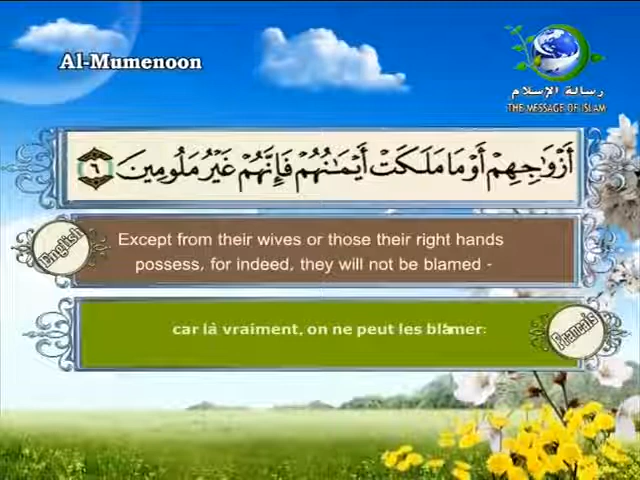 Al-Mumenoon
رسالة الإسلام
THE MESSAGE OF ISLAM
أَزْوَٰجِهِمْ أَوْ مَا مَلَكَتْ أَيْمَـٰنُهُمْ فَإِنَّهُمْ غَيْرُ مَلُومِينَ ٦
English
Except from their wives or those their right hands
possess, for indeed, they will not be blamed -
car là vraiment, on ne peut les blâmer:
Francais